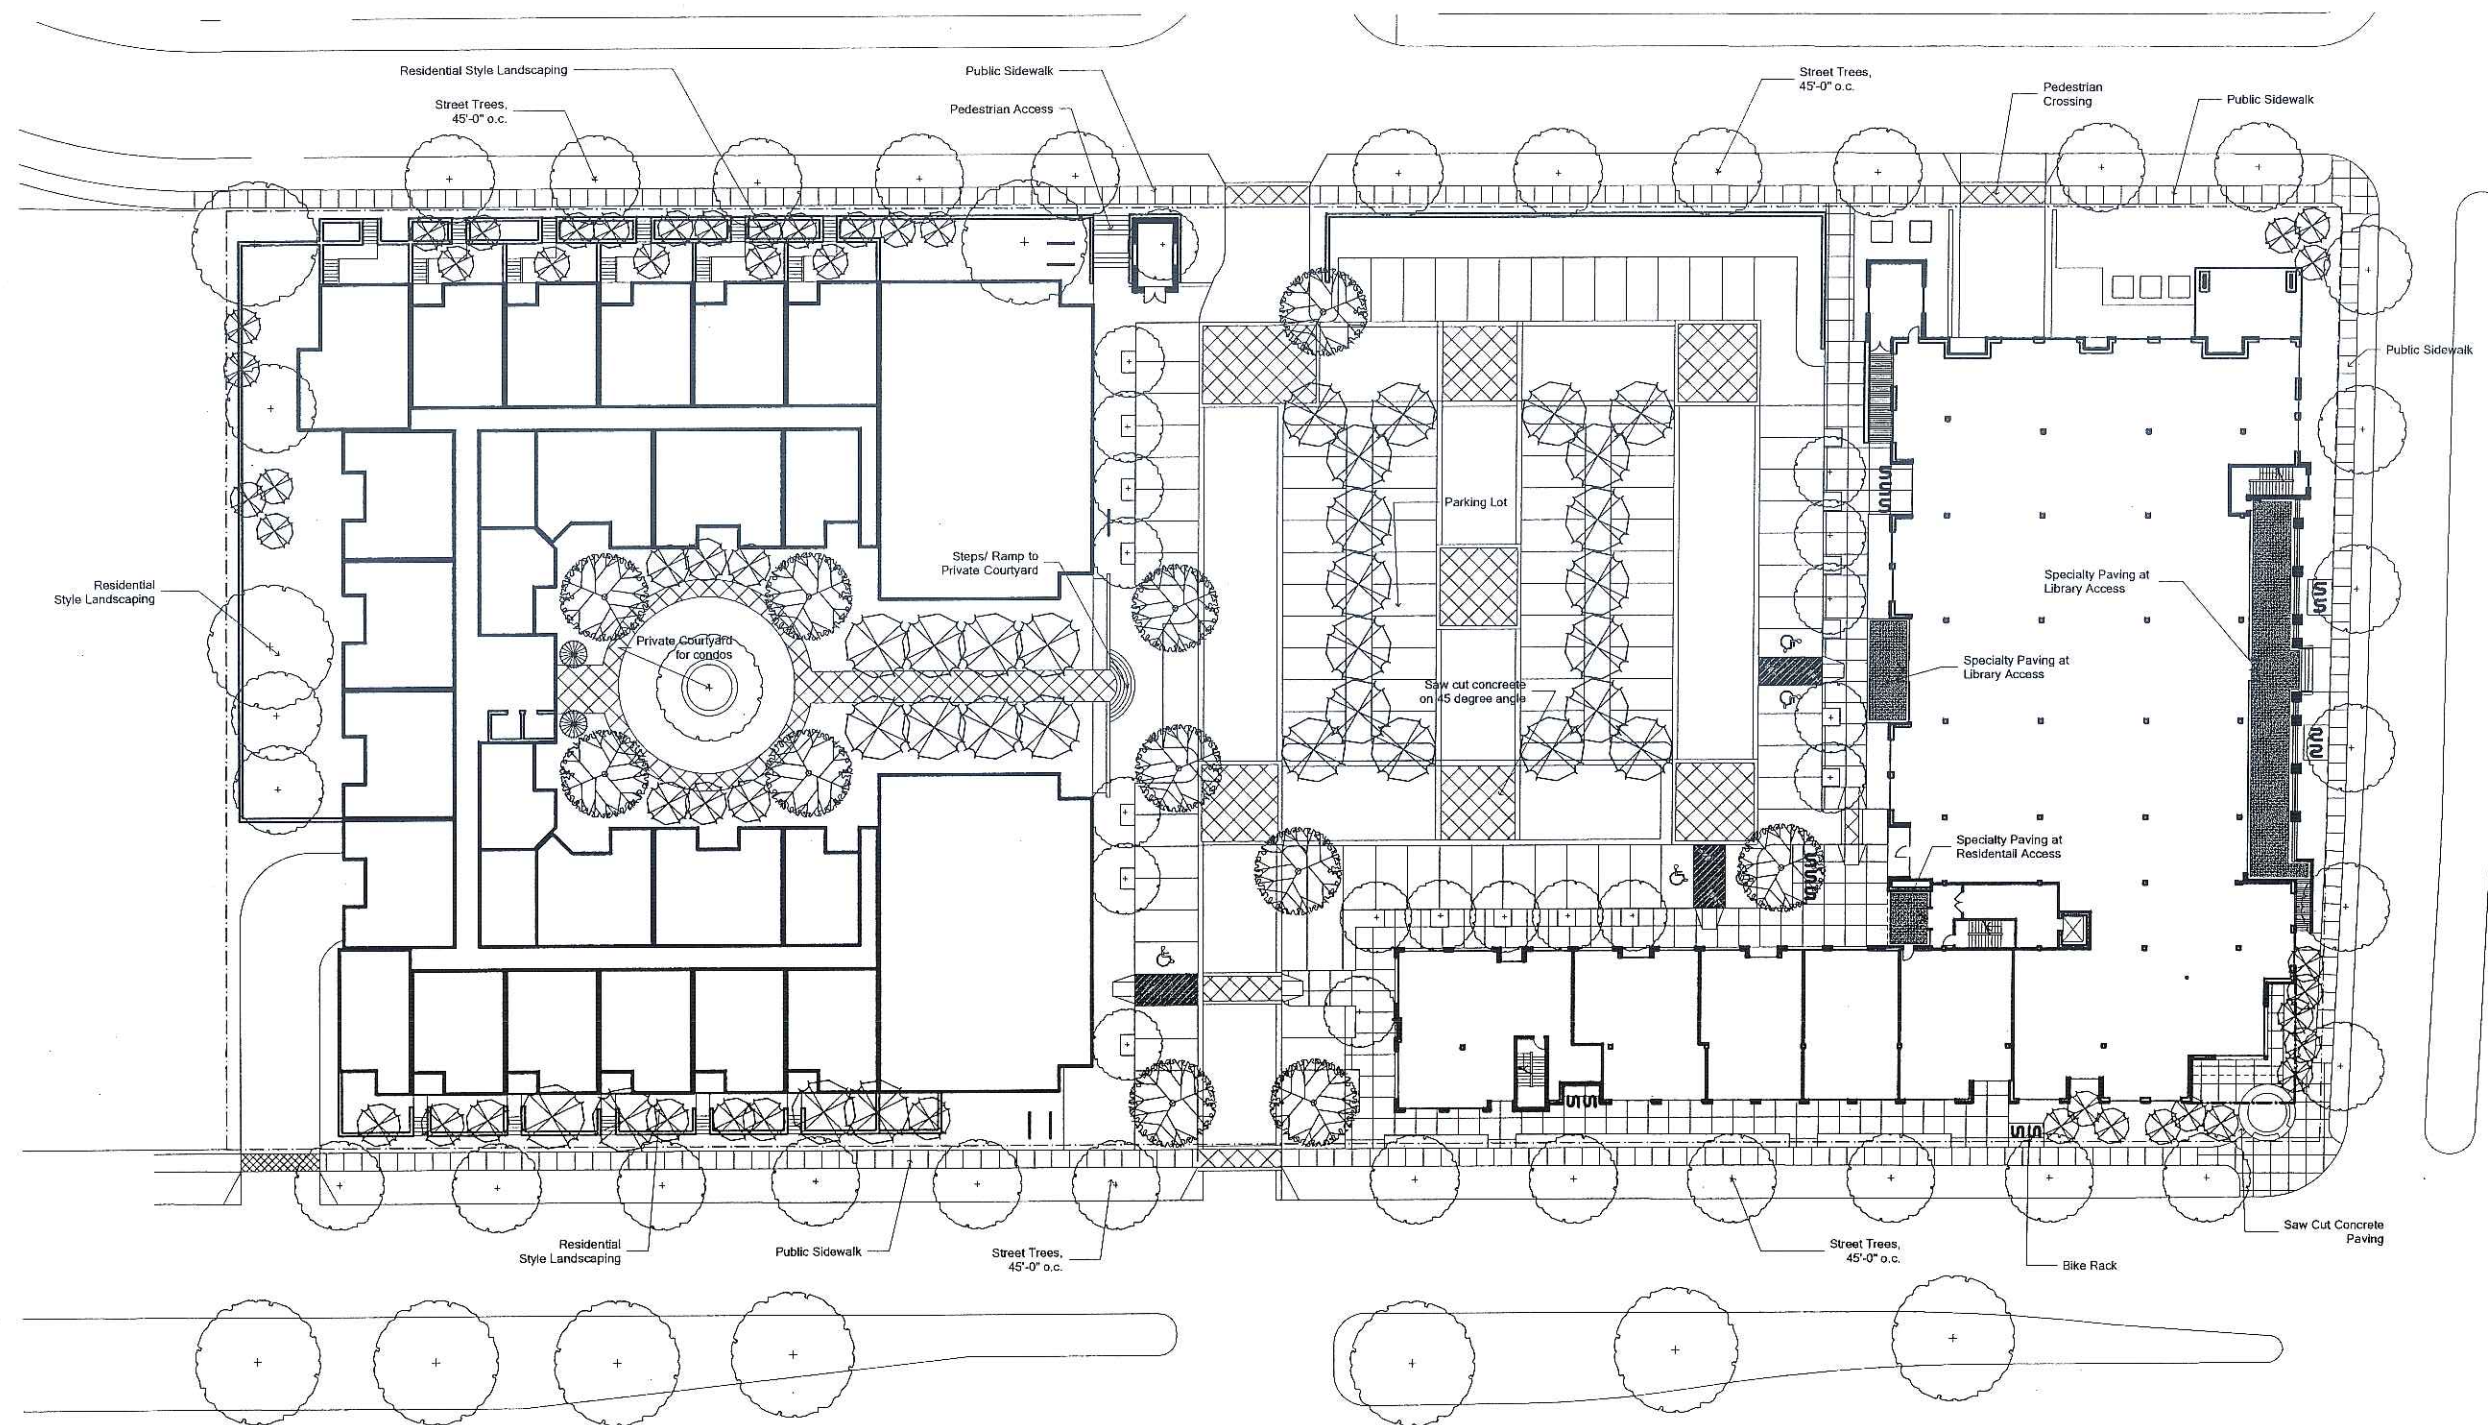 Residential Style Landscaping
Public Sidewalk
Street Trees,
45'-0" o.c.
Pedestrian
Crossing
Public Sidewalk
Street Trees,
45'-0" o.c.
Pedestrian Access
Public Sidewalk
Parking Lot
Steps/ Ramp to
Private Courtyard
Specialty Paving at
Library Access
Residential
Style Landscaping
Private Courtyard
for condos
Specialty Paving at
Library Access
Saw cut concreete
on 45 degree angle
Specialty Paving at
Residentail Access
Residential
Style Landscaping
Public Sidewalk
Street Trees,
45'-0" o.c.
Street Trees,
45'-0" o.c.
Saw Cut Concrete
Paving
Bike Rack